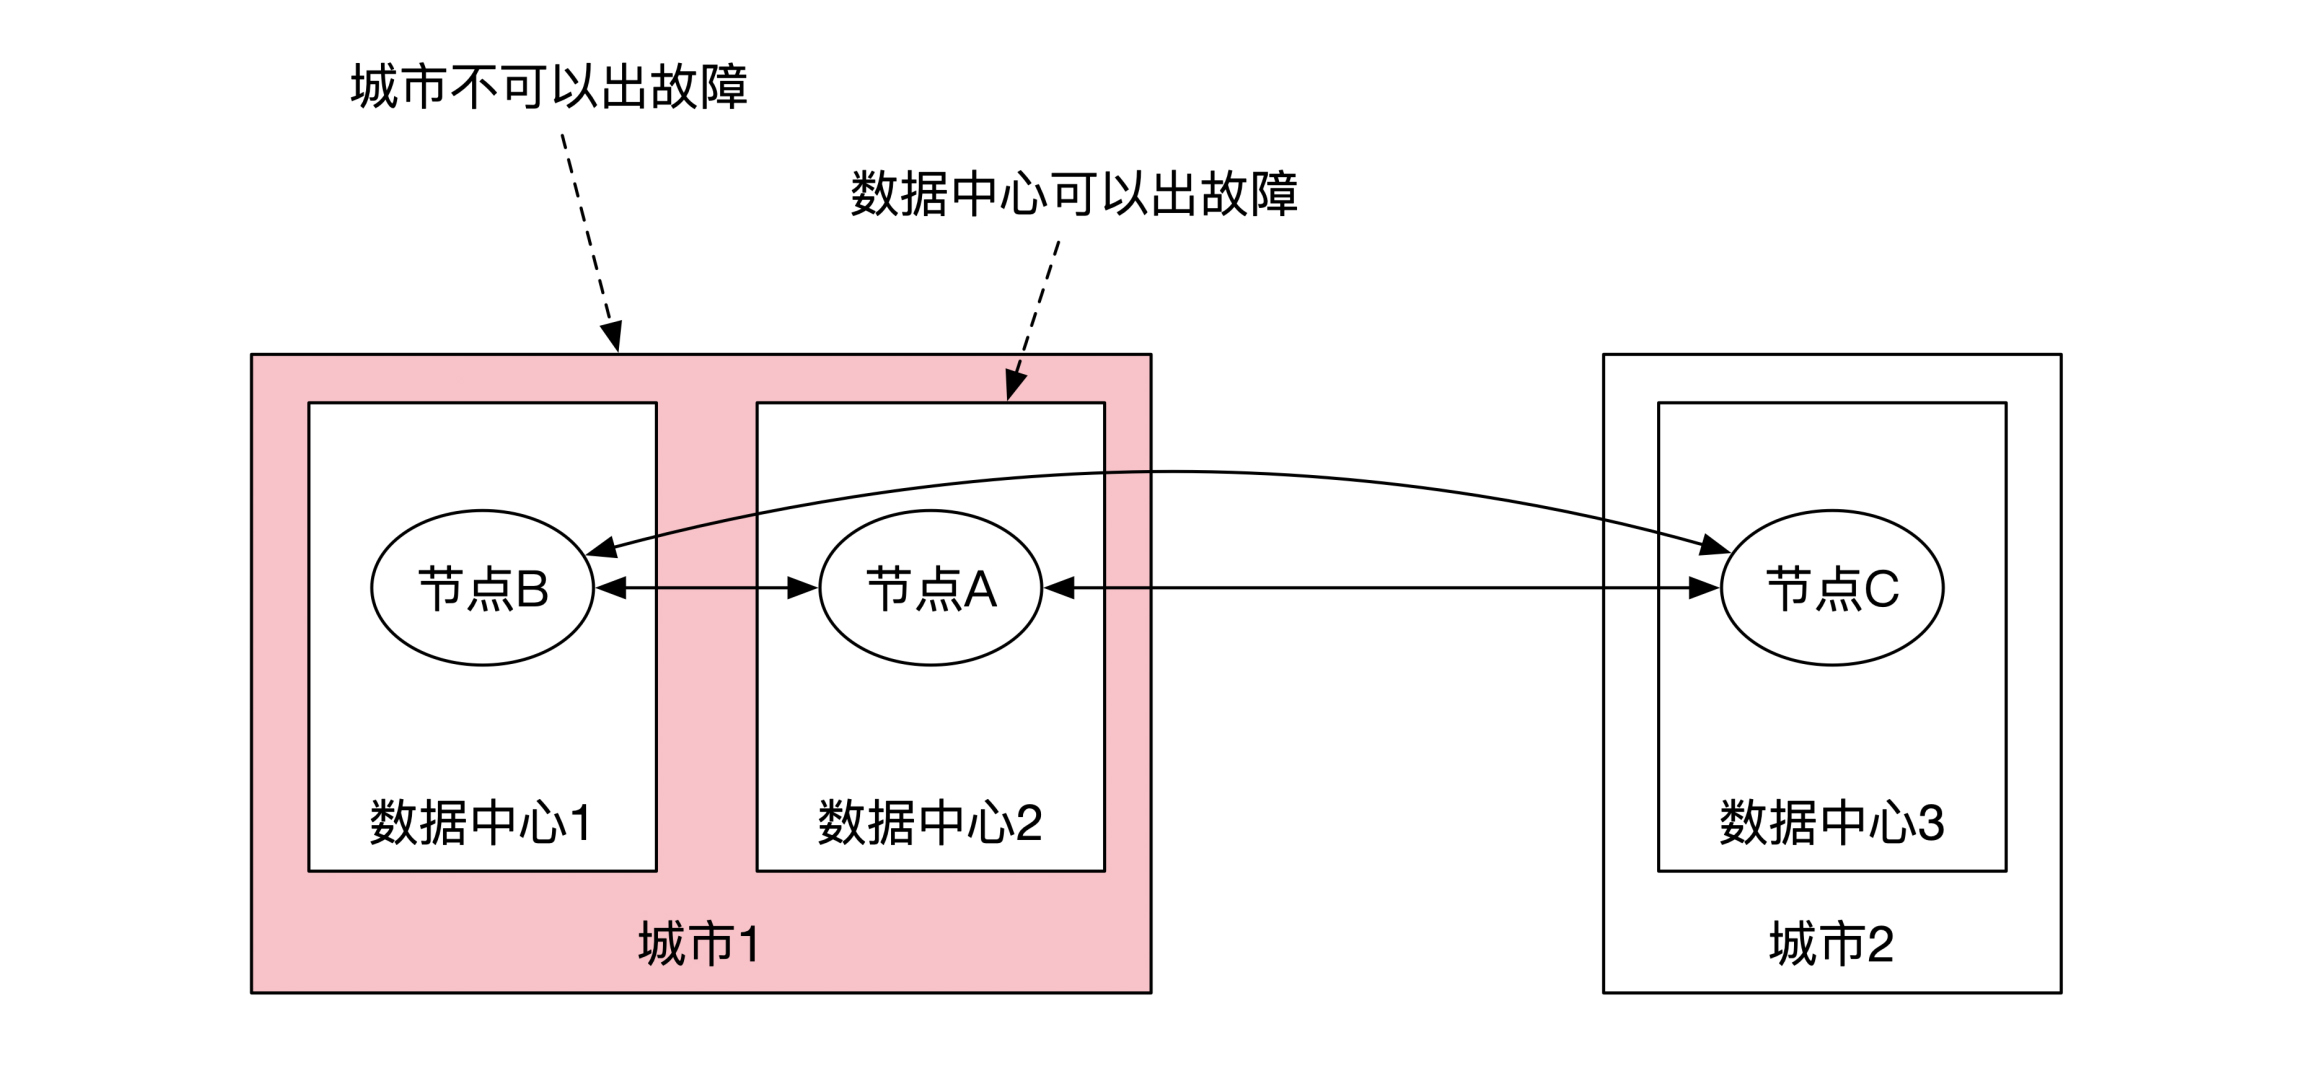 城市不可以出故障
数据中心可以出故障
节点B
节点A
节点C
数据中心1
数据中心2
数据中心3
城市1
城市2